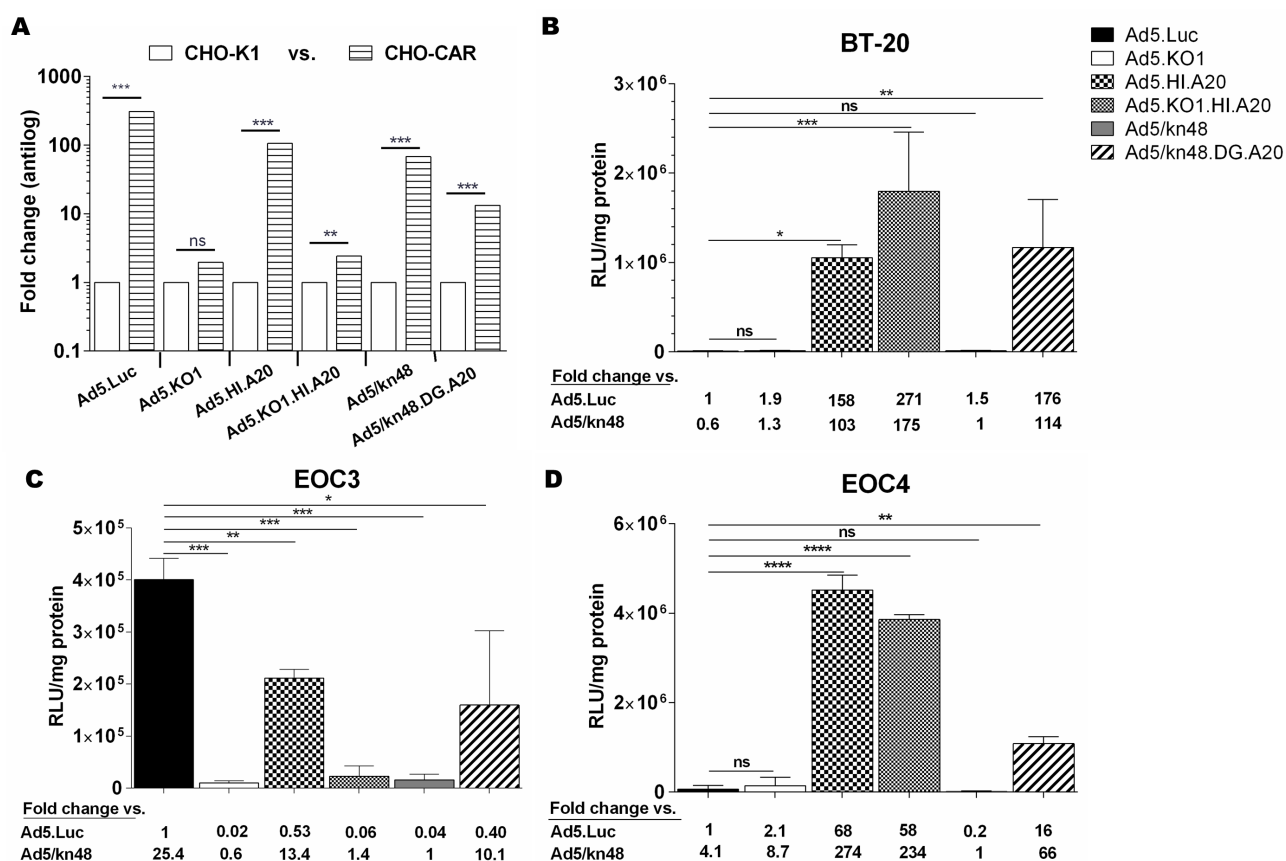 A
CHO-K1 vs. CHO-CAR
Fold change (antilog)
1000
100
10
1
0.1
***
ns
***
**
***
***
Ad5.Luc
Ad5.KO1
Ad5.HI.A20
Ad5.KO1.HI.A20
Ad5/kn48
Ad5/kn48.DG.A20
B
BT-20
RLU/mg protein
3×10⁶
2×10⁶
1×10⁶
0
**
ns
***
*
ns
Fold change vs.
Ad5.Luc 1 1.9 158 271 1.5 176
Ad5/kn48 0.6 1.3 103 175 1 114
Ad5.Luc
Ad5.KO1
Ad5.HI.A20
Ad5.KO1.HI.A20
Ad5/kn48
Ad5/kn48.DG.A20
C
EOC3
RLU/mg protein
5×10⁵
4×10⁵
3×10⁵
2×10⁵
1×10⁵
0
*
***
***
**
***
Fold change vs.
Ad5.Luc 1 0.02 0.53 0.06 0.04 0.40
Ad5/kn48 25.4 0.6 13.4 1.4 1 10.1
D
EOC4
RLU/mg protein
6×10⁶
4×10⁶
2×10⁶
0
**
ns
****
****
ns
Fold change vs.
Ad5.Luc 1 2.1 68 58 0.2 16
Ad5/kn48 4.1 8.7 274 234 1 66